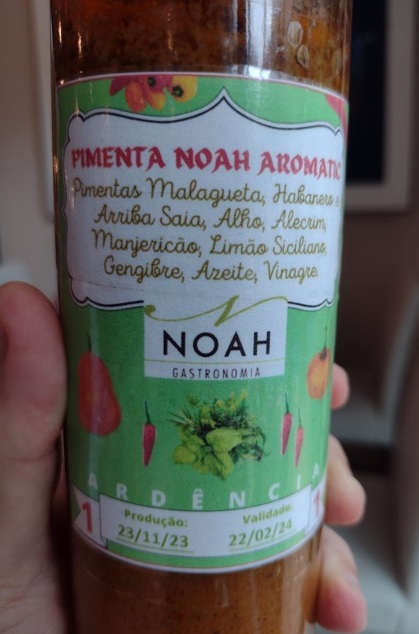 PIMENTA NOAH AROMATIC
Pimentas Malagueta, Habanero e
Arriba Saia, Alho, Alecrim,
Manjericão, Limão Siciliano,
Gengibre, Azeite, Vinagre.
NOAH
GASTRONOMIA
ARDÊNCIA
1 Produção: Validade: 1
23/11/23 22/02/24